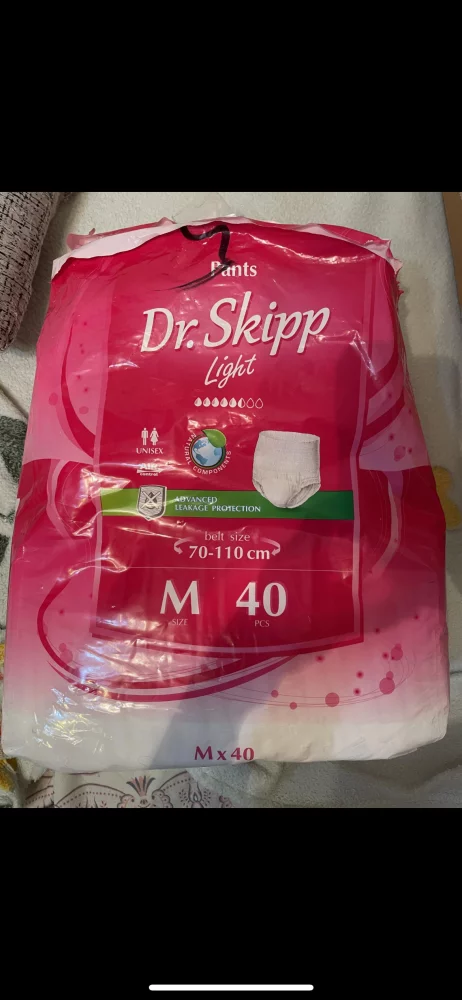 Pants
Dr. Skipp
Light
UNISEX
NATURAL COMPONENTS
AIR
ADVANCED
LEAKAGE PROTECTION
belt size
70-110 cm
M 40
SIZE PCS
M x 40